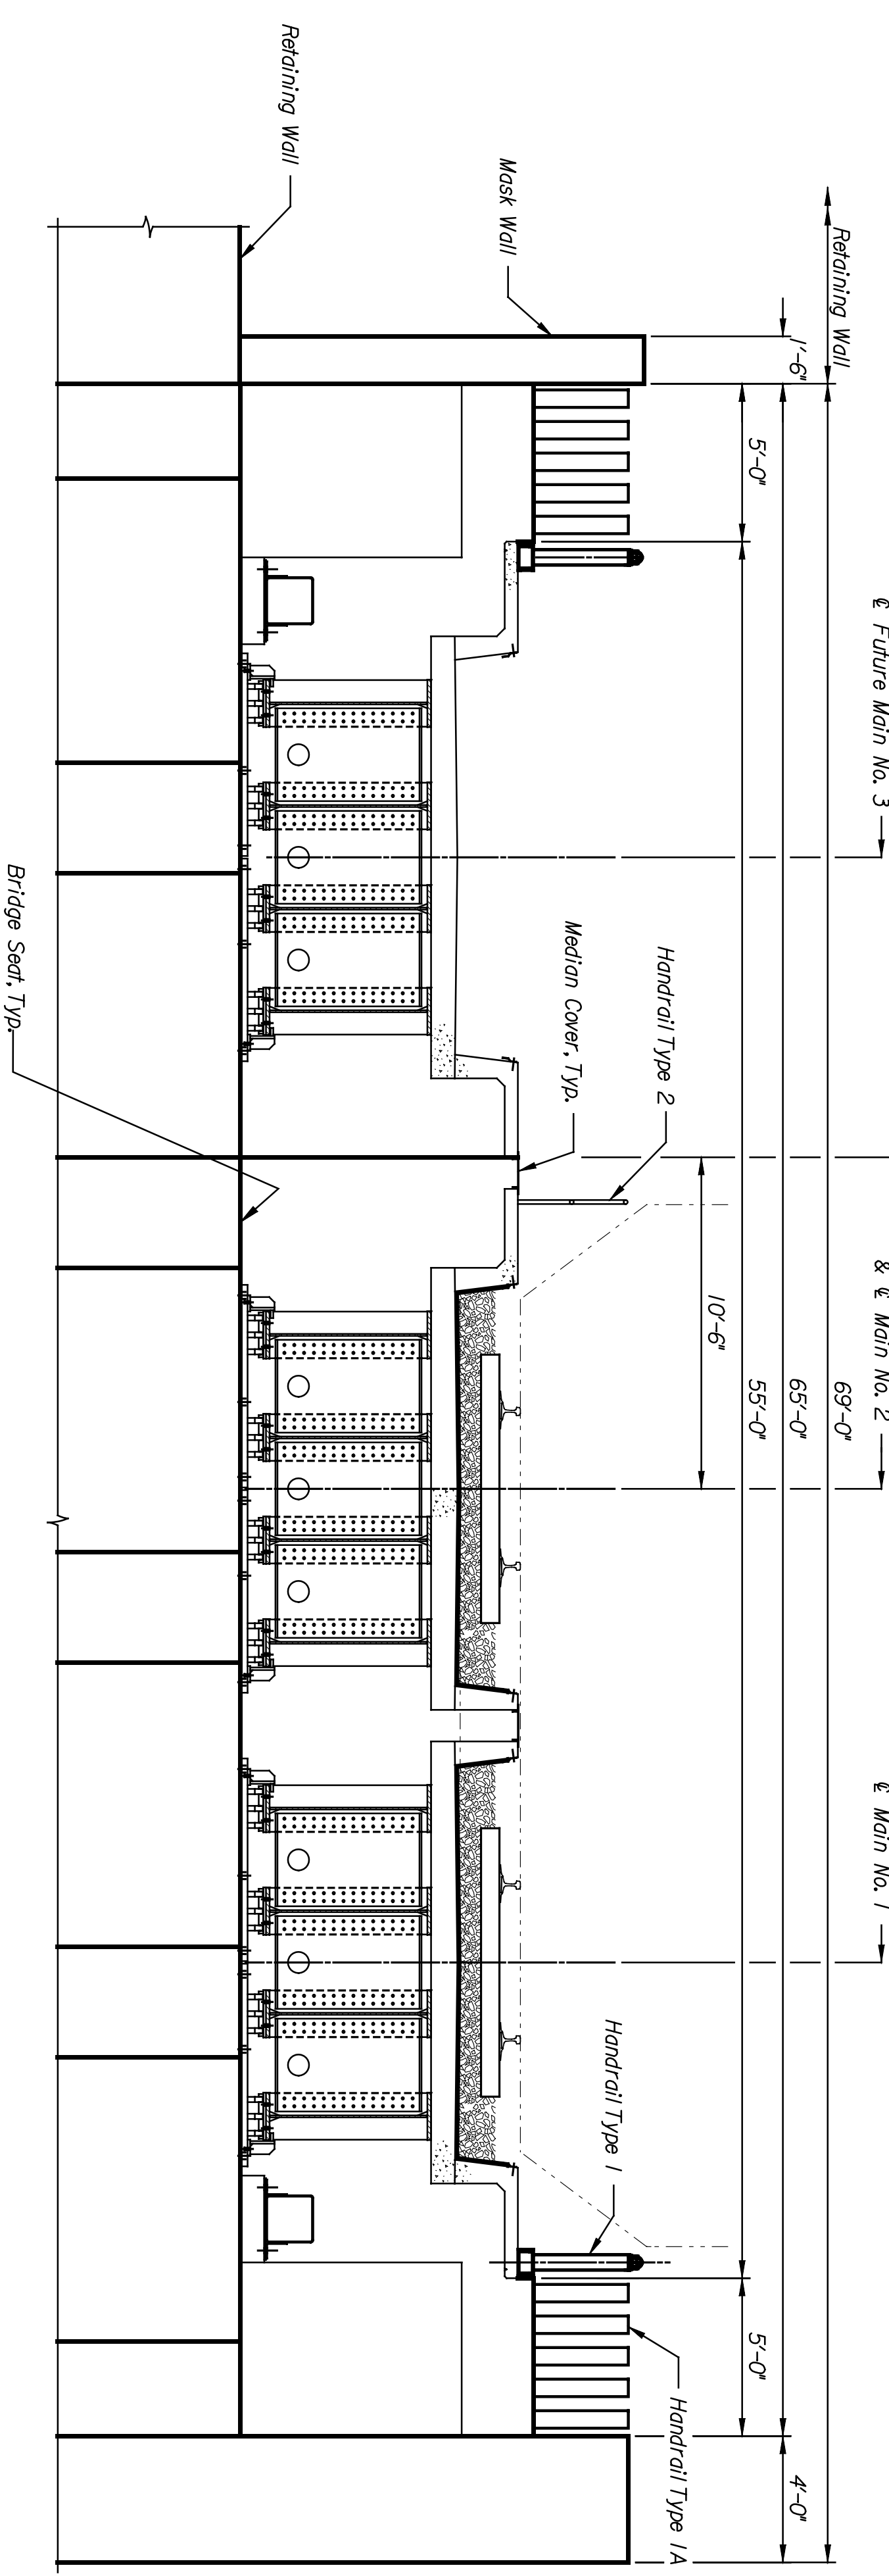 ℄ Future Main No. 3
& ℄ Main No. 2
℄ Main No. 1
Retaining Wall
69'-0"
1'-6"
65'-0"
4'-0"
5'-0"
55'-0"
5'-0"
10'-6"
Handrail Type 2
Handrail Type 1A
Handrail Type 1
Median Cover, Typ.
Mask Wall
Retaining Wall
Bridge Seat, Typ.